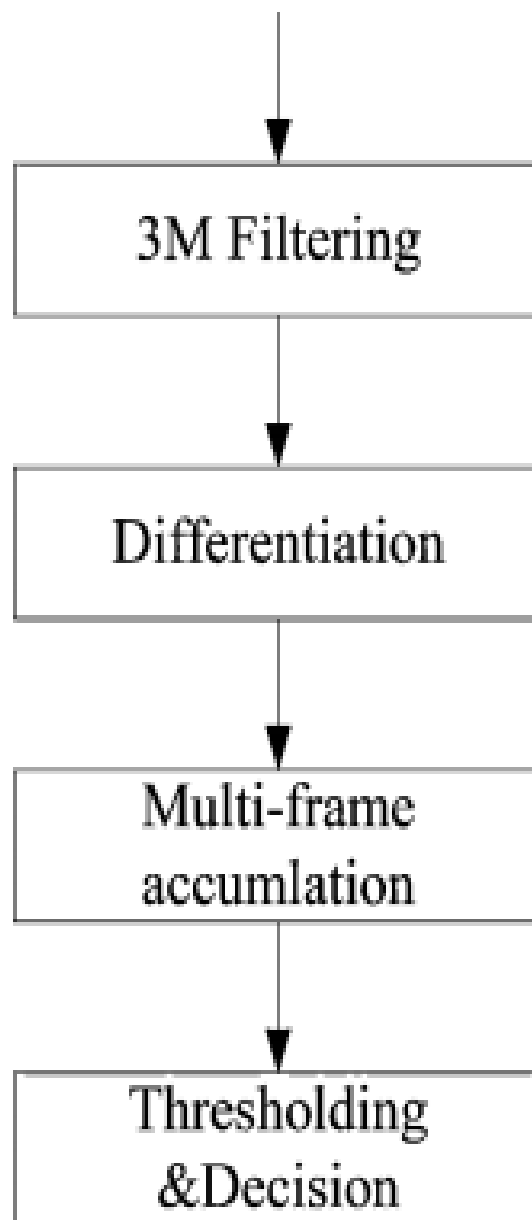 3M Filtering
Differentiation
Multi-frame
accumlation
Thresholding
&Decision